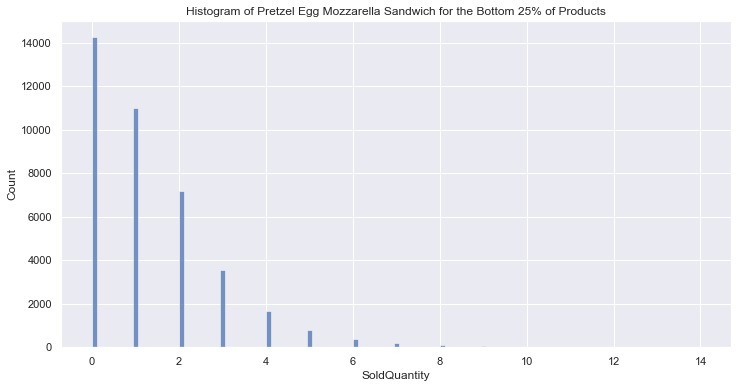 Histogram of Pretzel Egg Mozzarella Sandwich for the Bottom 25% of Products
14000
12000
10000
8000
6000
4000
2000
0
Count
0 2 4 6 8 10 12 14
SoldQuantity